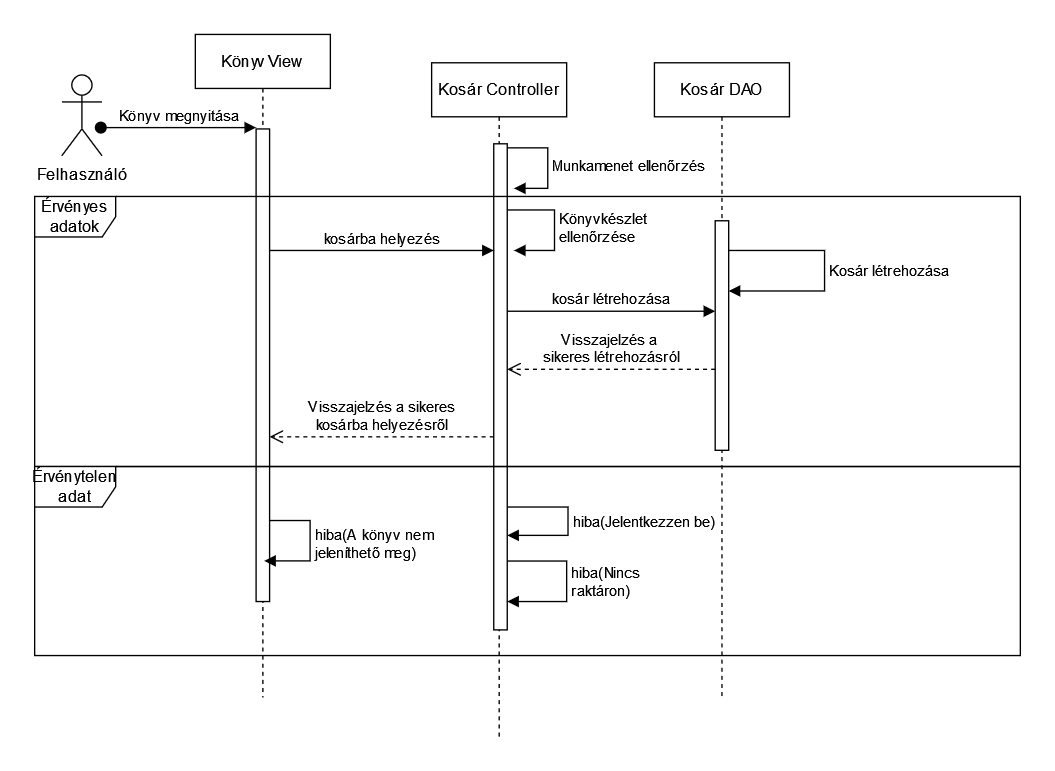 Könyv View
Kosár Controller
Kosár DAO
Könyv megnyitása
Felhasználó
Munkamenet ellenőrzés
Érvényes
adatok
Könyvkészlet
ellenőrzése
kosárba helyezés
Kosár létrehozása
kosár létrehozása
Visszajelzés a
sikeres létrehozásról
Visszajelzés a sikeres
kosárba helyezésről
Érvénytelen
adat
hiba(Jelentkezzen be)
hiba(A könyv nem
jeleníthető meg)
hiba(Nincs
raktáron)